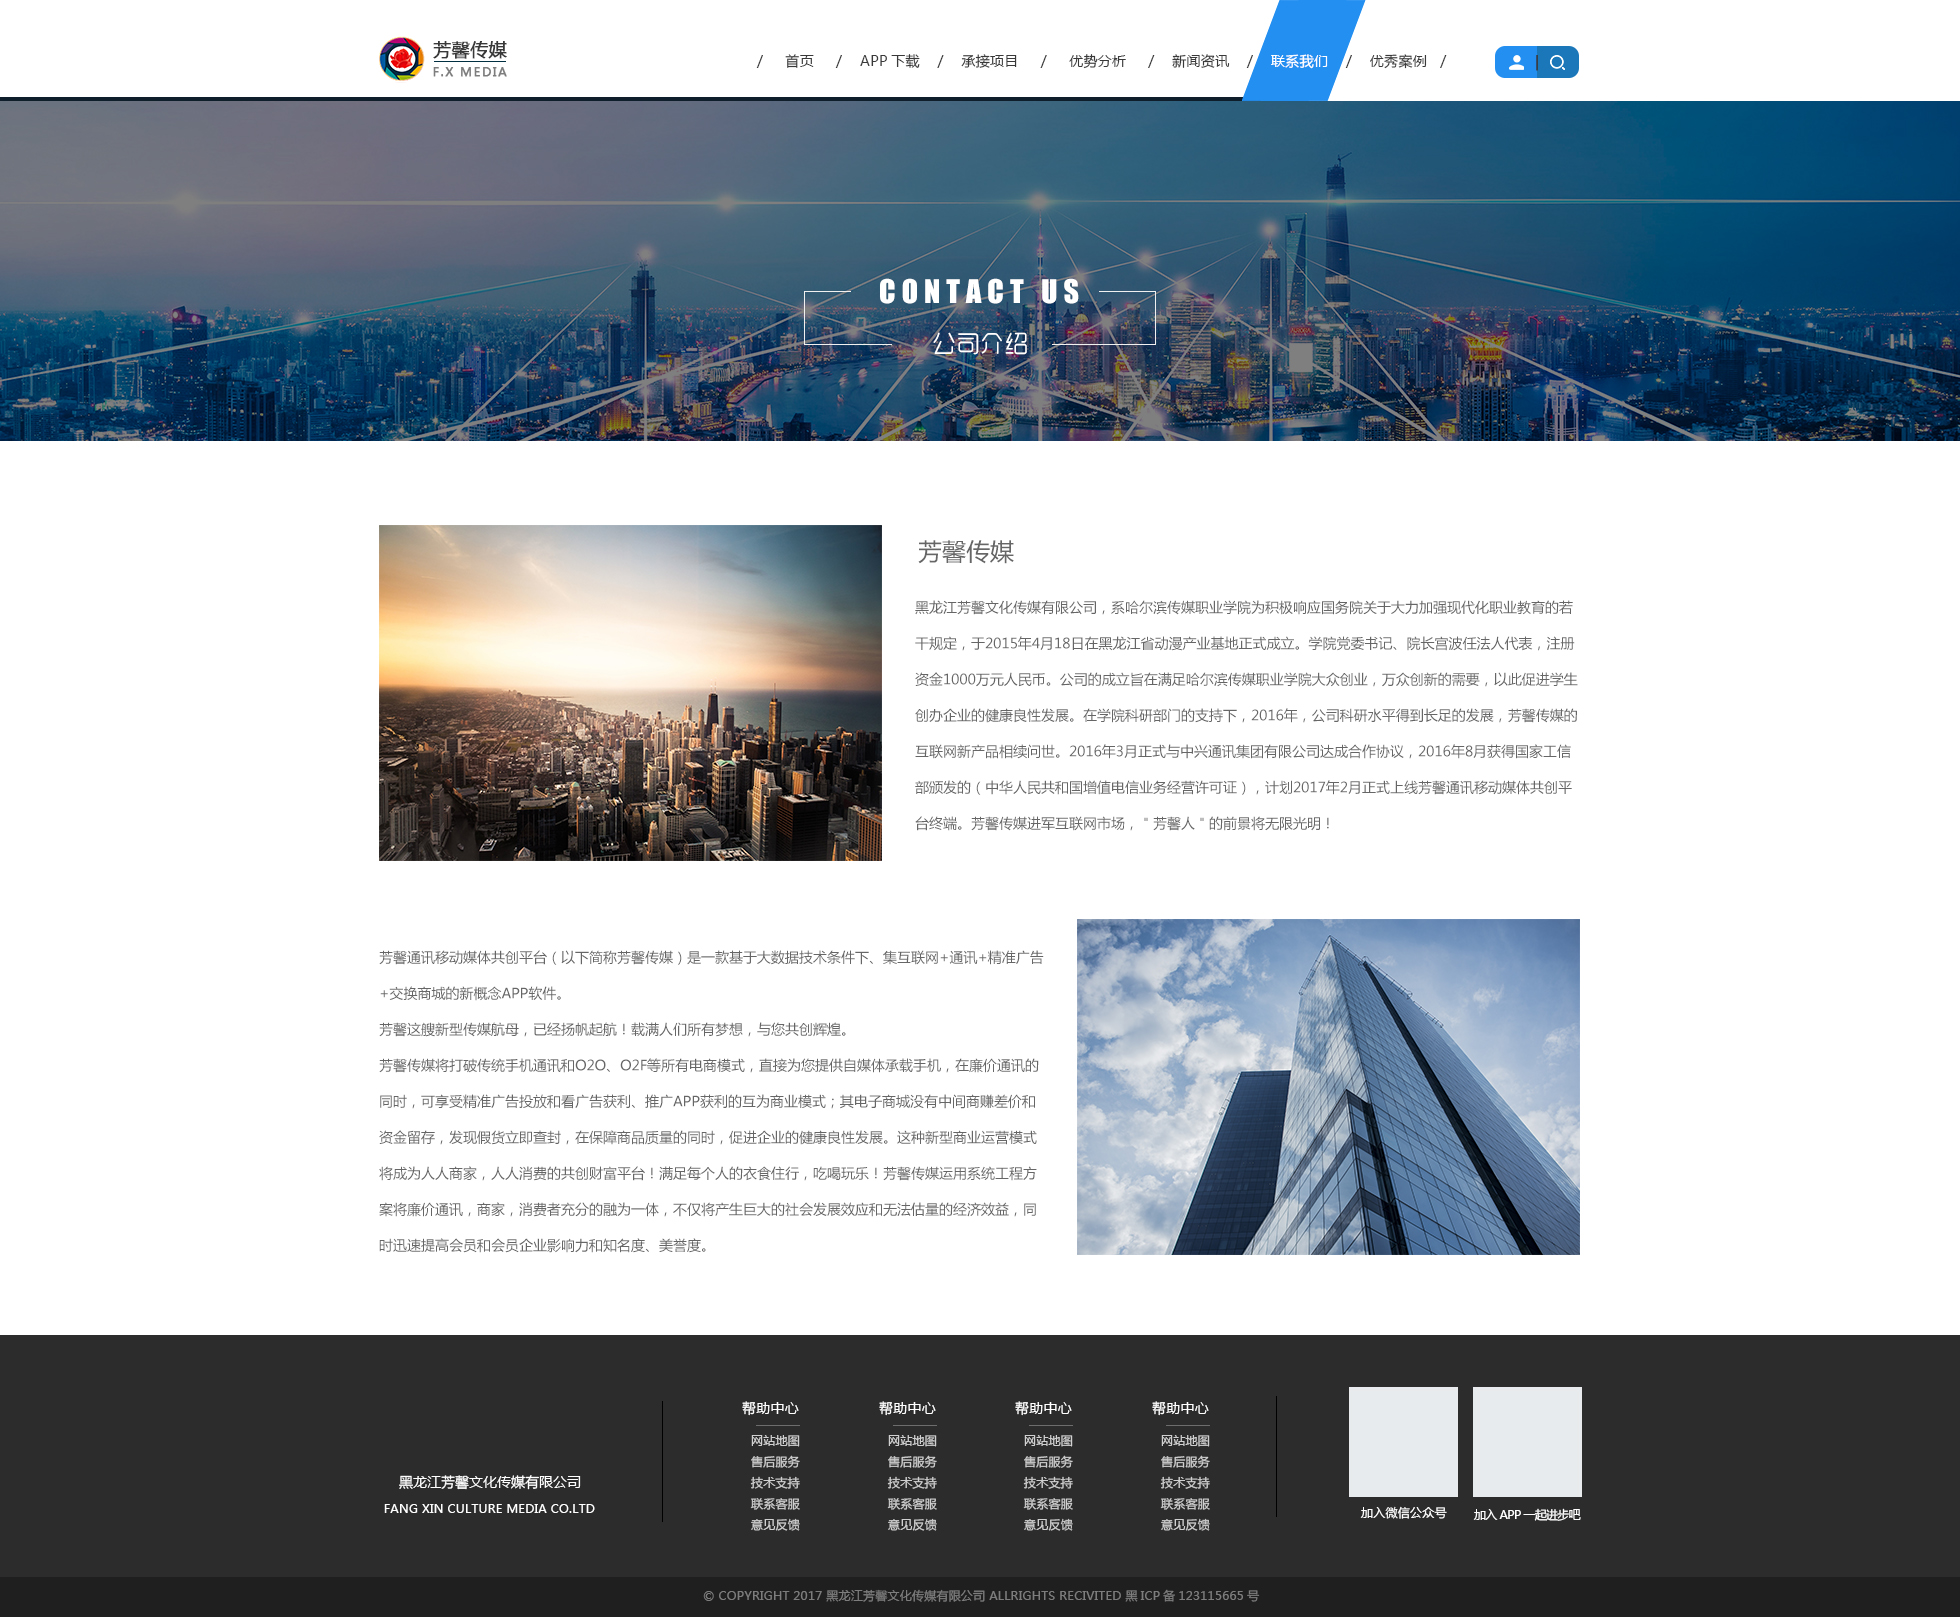 芳馨传媒
F.X MEDIA
/ 首页 / APP 下载 / 承接项目 / 优势分析 / 新闻资讯 / 联系我们 / 优秀案例 /
CONTACT US
公司介绍
芳馨传媒
黑龙江芳馨文化传媒有限公司，系哈尔滨传媒职业学院为积极响应国务院关于大力加强现代化职业教育的若
干规定，于2015年4月18日在黑龙江省动漫产业基地正式成立。学院党委书记、院长宫波任法人代表，注册
资金1000万元人民币。公司的成立旨在满足哈尔滨传媒职业学院大众创业，万众创新的需要，以此促进学生
创办企业的健康良性发展。在学院科研部门的支持下，2016年，公司科研水平得到长足的发展，芳馨传媒的
互联网新产品相续问世。2016年3月正式与中兴通讯集团有限公司达成合作协议，2016年8月获得国家工信
部颁发的（中华人民共和国增值电信业务经营许可证），计划2017年2月正式上线芳馨通讯移动媒体共创平
台终端。芳馨传媒进军互联网市场，＂芳馨人＂的前景将无限光明！
芳馨通讯移动媒体共创平台（以下简称芳馨传媒）是一款基于大数据技术条件下、集互联网+通讯+精准广告
+交换商城的新概念APP软件。
芳馨这艘新型传媒航母，已经扬帆起航！载满人们所有梦想，与您共创辉煌。
芳馨传媒将打破传统手机通讯和O2O、O2F等所有电商模式，直接为您提供自媒体承载手机，在廉价通讯的
同时，可享受精准广告投放和看广告获利、推广APP获利的互为商业模式；其电子商城没有中间商赚差价和
资金留存，发现假货立即查封，在保障商品质量的同时，促进企业的健康良性发展。这种新型商业运营模式
将成为人人商家，人人消费的共创财富平台！满足每个人的衣食住行，吃喝玩乐！芳馨传媒运用系统工程方
案将廉价通讯，商家，消费者充分的融为一体，不仅将产生巨大的社会发展效应和无法估量的经济效益，同
时迅速提高会员和会员企业影响力和知名度、美誉度。
黑龙江芳馨文化传媒有限公司
FANG XIN CULTURE MEDIA CO.LTD
帮助中心
网站地图
售后服务
技术支持
联系客服
意见反馈
帮助中心
网站地图
售后服务
技术支持
联系客服
意见反馈
帮助中心
网站地图
售后服务
技术支持
联系客服
意见反馈
帮助中心
网站地图
售后服务
技术支持
联系客服
意见反馈
加入微信公众号
加入 APP 一起进步吧
© COPYRIGHT 2017 黑龙江芳馨文化传媒有限公司 ALLRIGHTS RECIVITED 黑 ICP 备 123115665 号